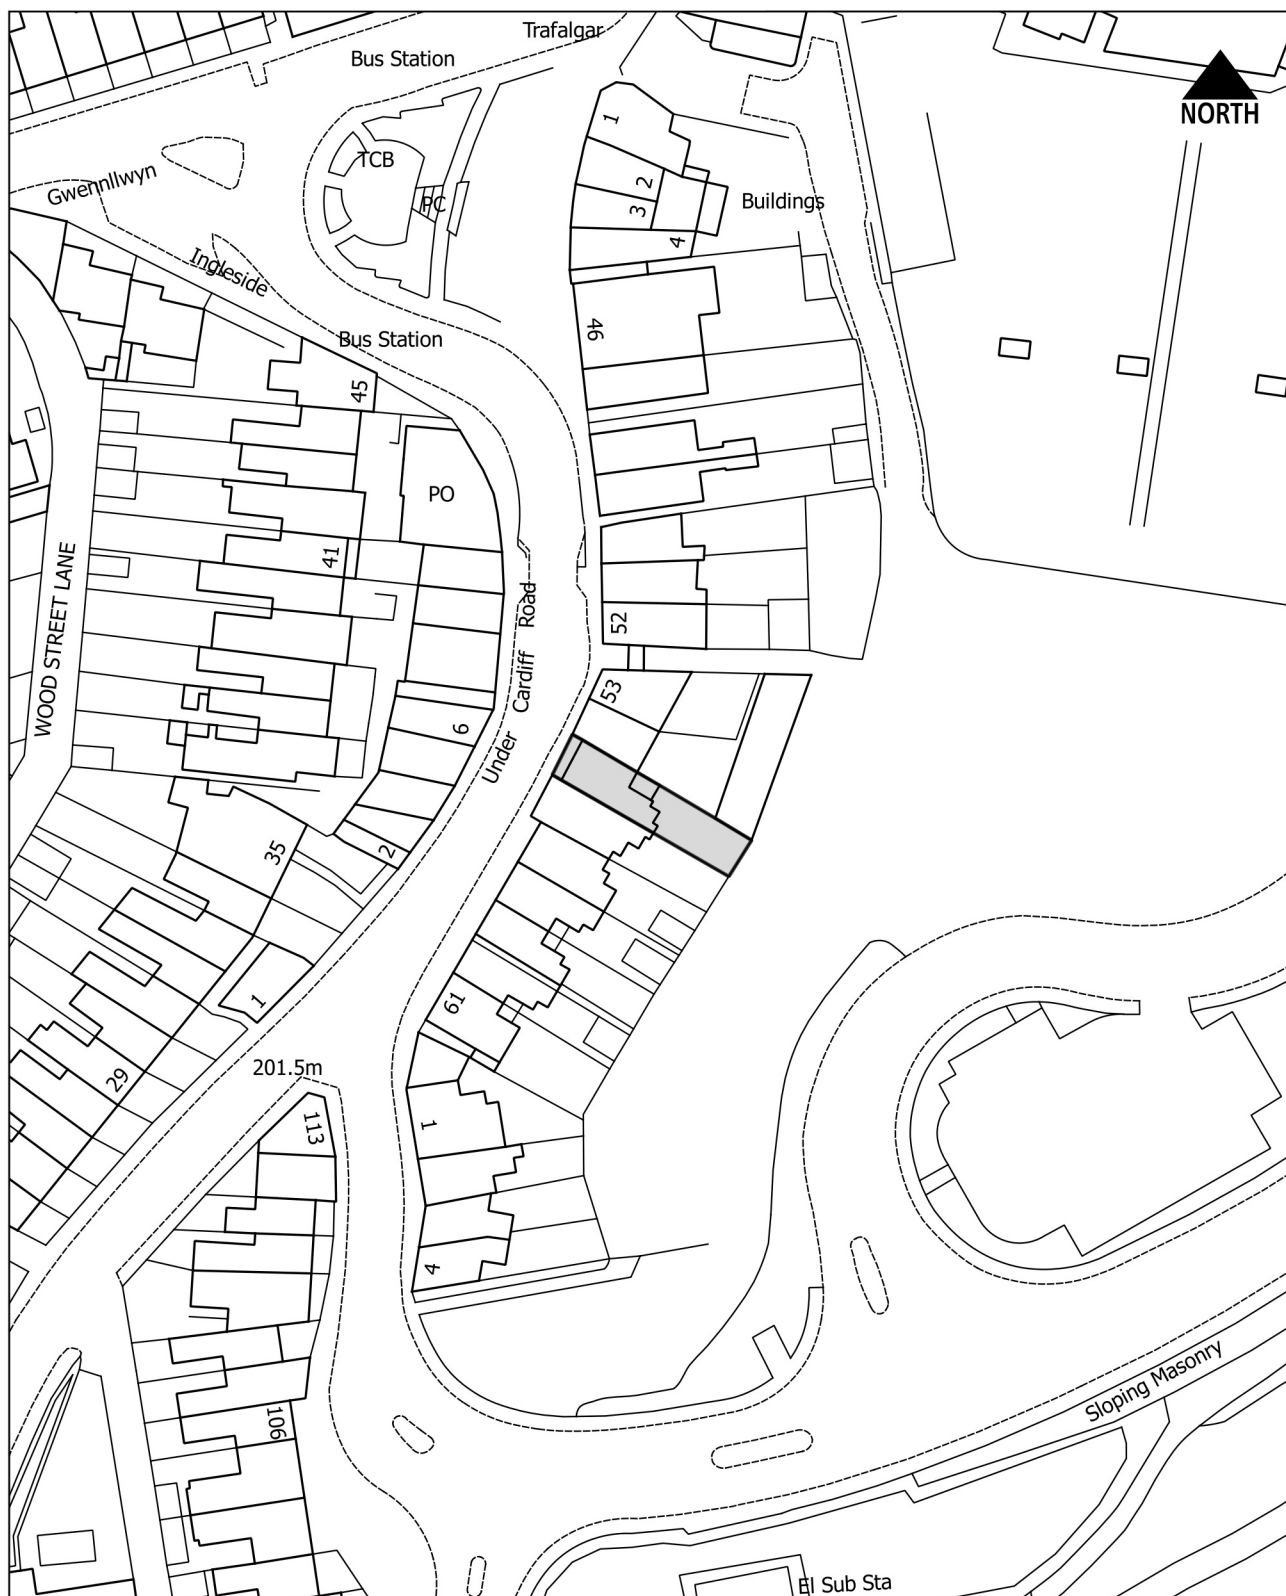 Trafalgar
Bus Station
NORTH
1
TCB
Gwennllwyn
2
PC
3
Buildings
4
Ingleside
46
Bus Station
45
PO
41
WOOD STREET LANE
Under Cardiff Road
52
53
6
35
2
1
61
201.5m
29
113
1
4
106
Sloping Masonry
El Sub Sta